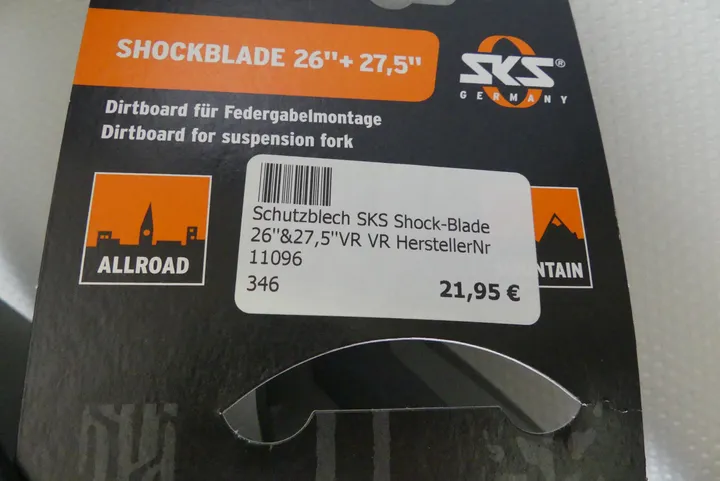 SHOCKBLADE 26"+ 27,5"
SKS®
GERMANY
Dirtboard für Federgabelmontage
Dirtboard for suspension fork
Schutzblech SKS Shock-Blade
26"&27,5"VR VR HerstellerNr
11096
346 21,95 €
ALLROAD
NTAIN